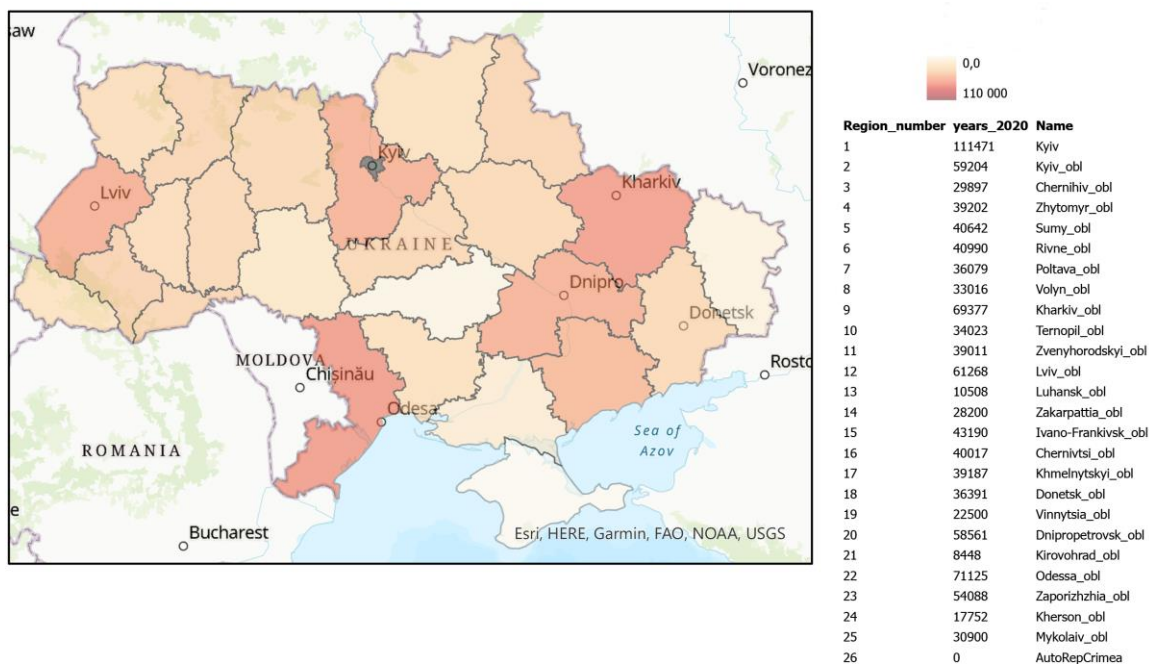 saw
Voronez
Kyiv
Lviv
Kharkiv
UKRAINE
Dnipro
Donetsk
MOLDOVA
Chișinău
Rosto
Odesa
Sea of
Azov
ROMANIA
e
Bucharest
Esri, HERE, Garmin, FAO, NOAA, USGS
0,0
110 000
Region_number years_2020 Name
1 111471 Kyiv
2 59204 Kyiv_obl
3 29897 Chernihiv_obl
4 39202 Zhytomyr_obl
5 40642 Sumy_obl
6 40990 Rivne_obl
7 36079 Poltava_obl
8 33016 Volyn_obl
9 69377 Kharkiv_obl
10 34023 Ternopil_obl
11 39011 Zvenyhorodskyi_obl
12 61268 Lviv_obl
13 10508 Luhansk_obl
14 28200 Zakarpattia_obl
15 43190 Ivano-Frankivsk_obl
16 40017 Chernivtsi_obl
17 39187 Khmelnytskyi_obl
18 36391 Donetsk_obl
19 22500 Vinnytsia_obl
20 58561 Dnipropetrovsk_obl
21 8448 Kirovohrad_obl
22 71125 Odessa_obl
23 54088 Zaporizhzhia_obl
24 17752 Kherson_obl
25 30900 Mykolaiv_obl
26 0 AutoRepCrimea